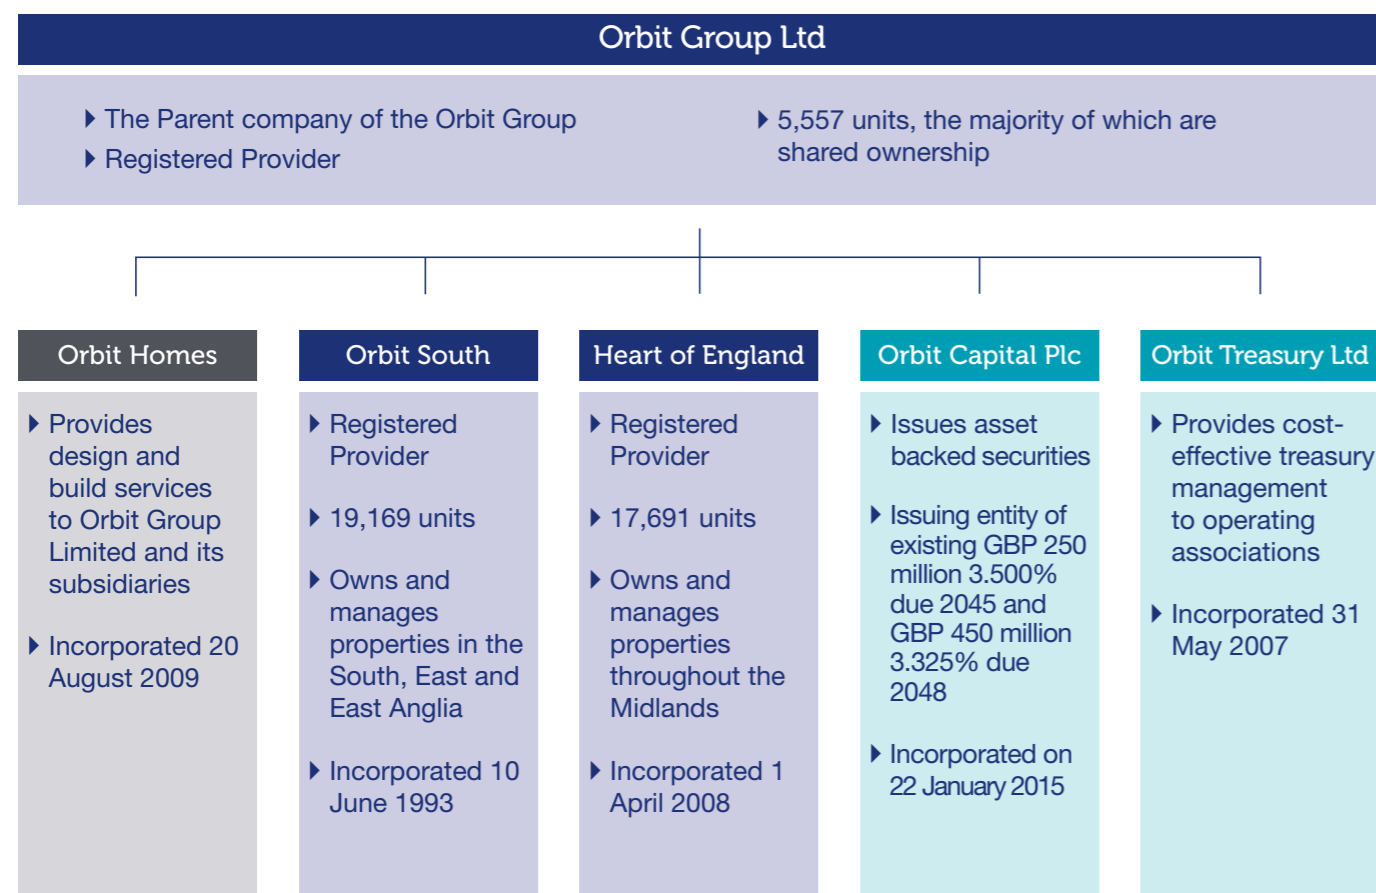 Orbit Group Ltd
The Parent company of the Orbit Group
Registered Provider
5,557 units, the majority of which are
shared ownership
Orbit Homes
Provides
design and
build services
to Orbit Group
Limited and its
subsidiaries
Incorporated 20
August 2009
Orbit South
Registered
Provider
19,169 units
Owns and
manages
properties in the
South, East and
East Anglia
Incorporated 10
June 1993
Heart of England
Registered
Provider
17,691 units
Owns and
manages
properties
throughout the
Midlands
Incorporated 1
April 2008
Orbit Capital Plc
Issues asset
backed securities
Issuing entity of
existing GBP 250
million 3.500%
due 2045 and
GBP 450 million
3.325% due
2048
Incorporated on
22 January 2015
Orbit Treasury Ltd
Provides cost-
effective treasury
management
to operating
associations
Incorporated 31
May 2007